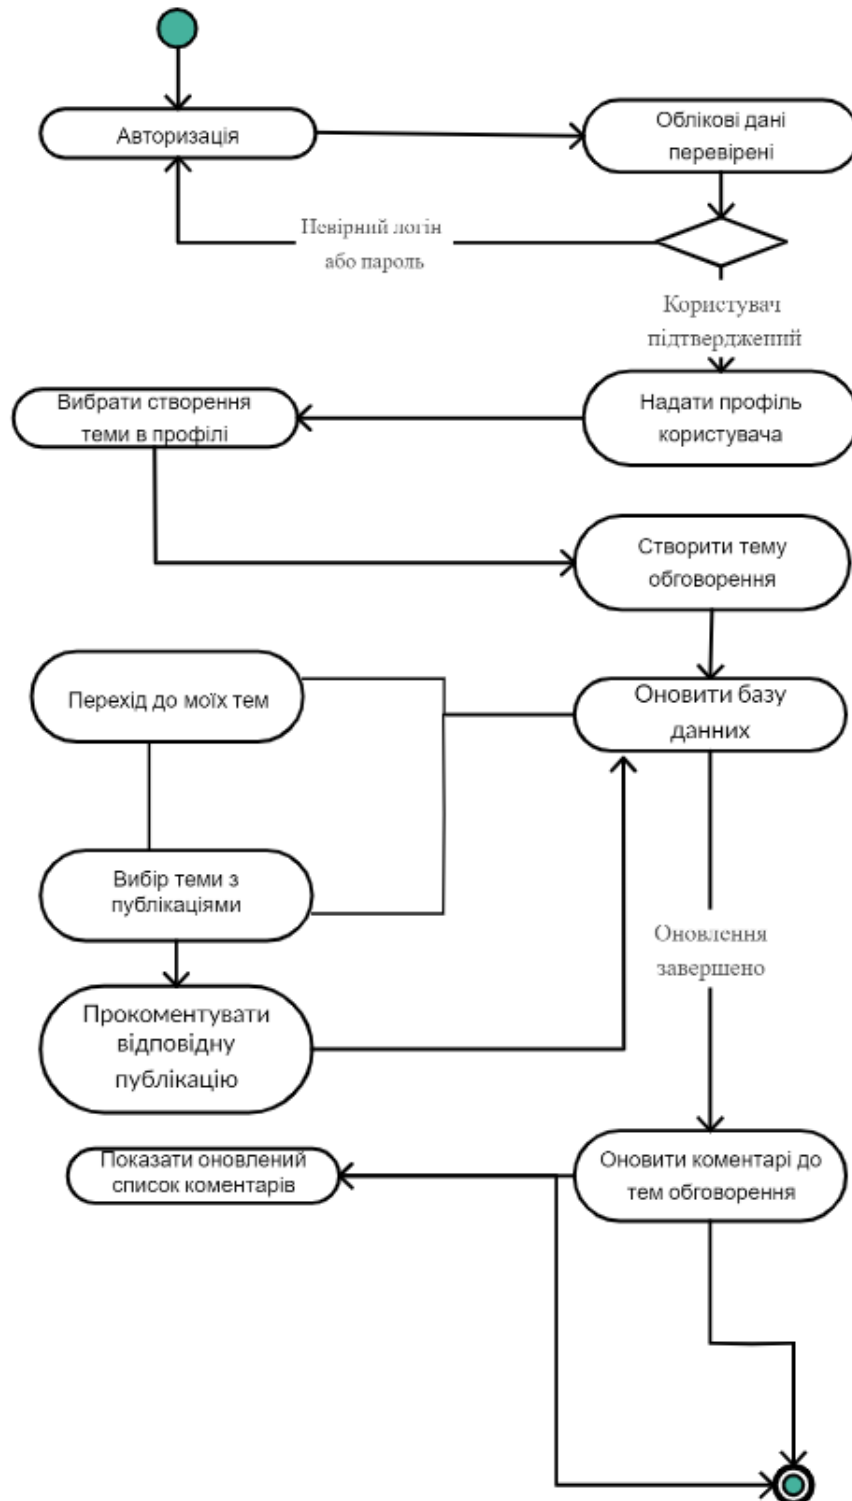 Авторизація
Облікові дані
перевірені
Невірний логін
або пароль
Користувач
підтверджений
Вибрати створення
теми в профілі
Надати профіль
користувача
Створити тему
обговорення
Перехід до моїх тем
Оновити базу
данних
Вибір теми з
публікаціями
Оновлення
завершено
Прокоментувати
відповідну
публікацію
Показати оновлений
список коментарів
Оновити коментарі до
тем обговорення